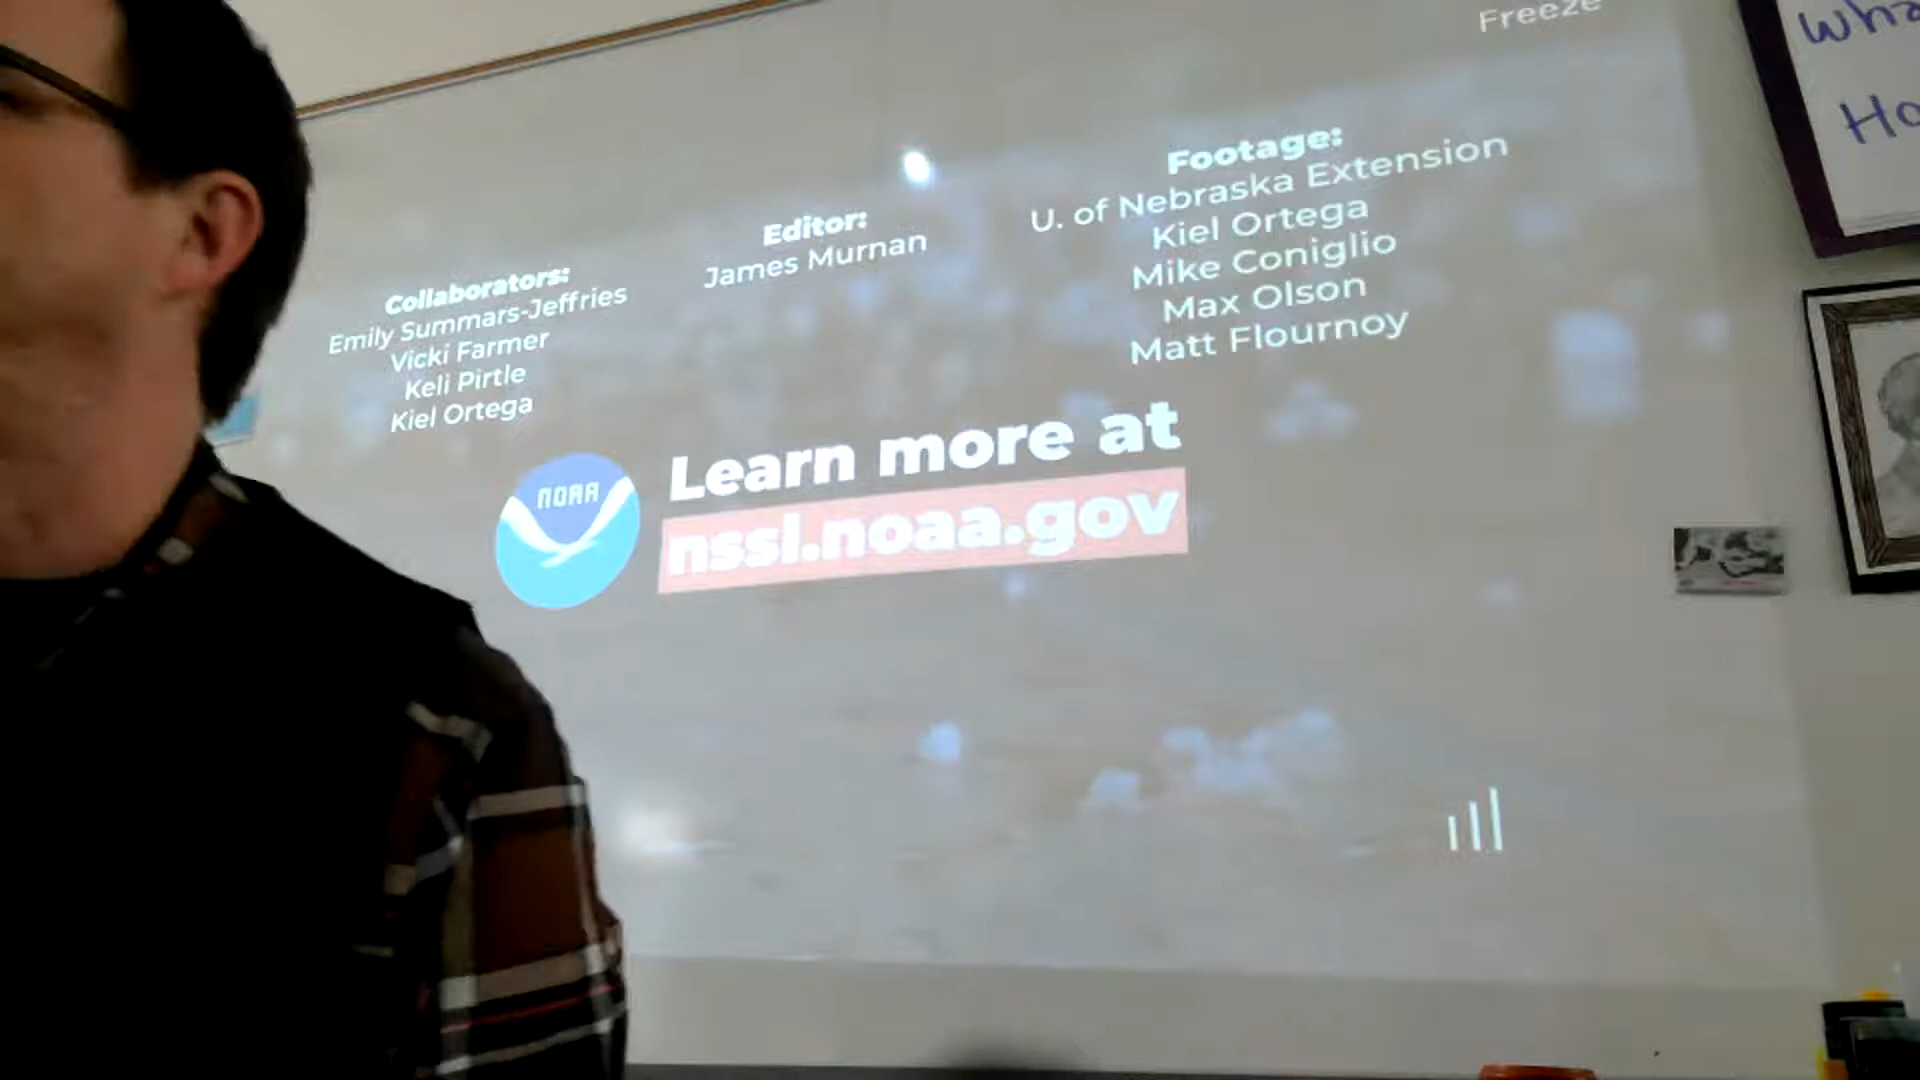 Freeze
Collaborators:
Emily Summars-Jeffries
Vicki Farmer
Keli Pirtle
Kiel Ortega
Editor:
James Murnan
Footage:
U. of Nebraska Extension
Kiel Ortega
Mike Coniglio
Max Olson
Matt Flournoy
NOAA
Learn more at
nssl.noaa.gov